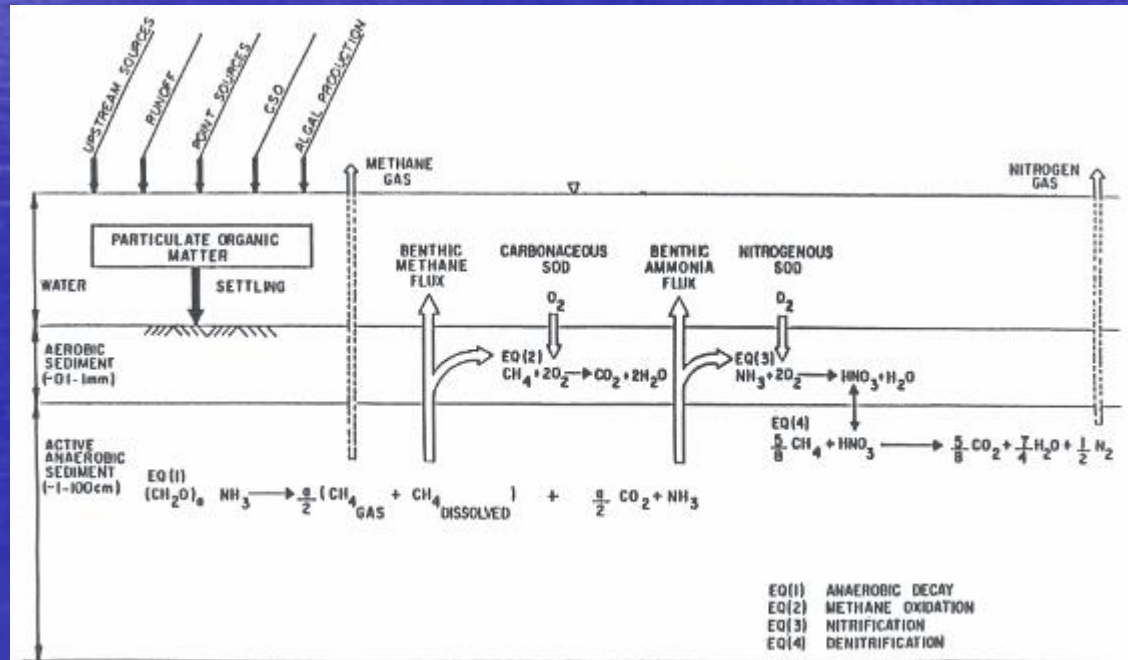 UPSTREAM SOURCES
RUNOFF
POINT SOURCES
CSO
ALGAL PRODUCTION
METHANE
GAS
NITROGEN
GAS
PARTICULATE ORGANIC
MATTER
WATER
SETTLING
BENTHIC
METHANE
FLUX
CARBONACEOUS
SOD
O₂
BENTHIC
AMMONIA
FLUX
NITROGENOUS
SOD
O₂
AEROBIC
SEDIMENT
(~0.1-1mm)
EQ(2)
CH₄+2O₂→CO₂+2H₂O
EQ(3)
NH₃+2O₂→HNO₃+H₂O
EQ(4)
5/8 CH₄+HNO₃→5/8 CO₂+7/4 H₂O+1/2 N₂
ACTIVE
ANAEROBIC
SEDIMENT
(~1-100cm)
EQ(1)
(CH₂O)ₐ NH₃→a/2 (CH₄ GAS + CH₄ DISSOLVED) + a/2 CO₂+NH₃
EQ(1) ANAEROBIC DECAY
EQ(2) METHANE OXIDATION
EQ(3) NITRIFICATION
EQ(4) DENITRIFICATION